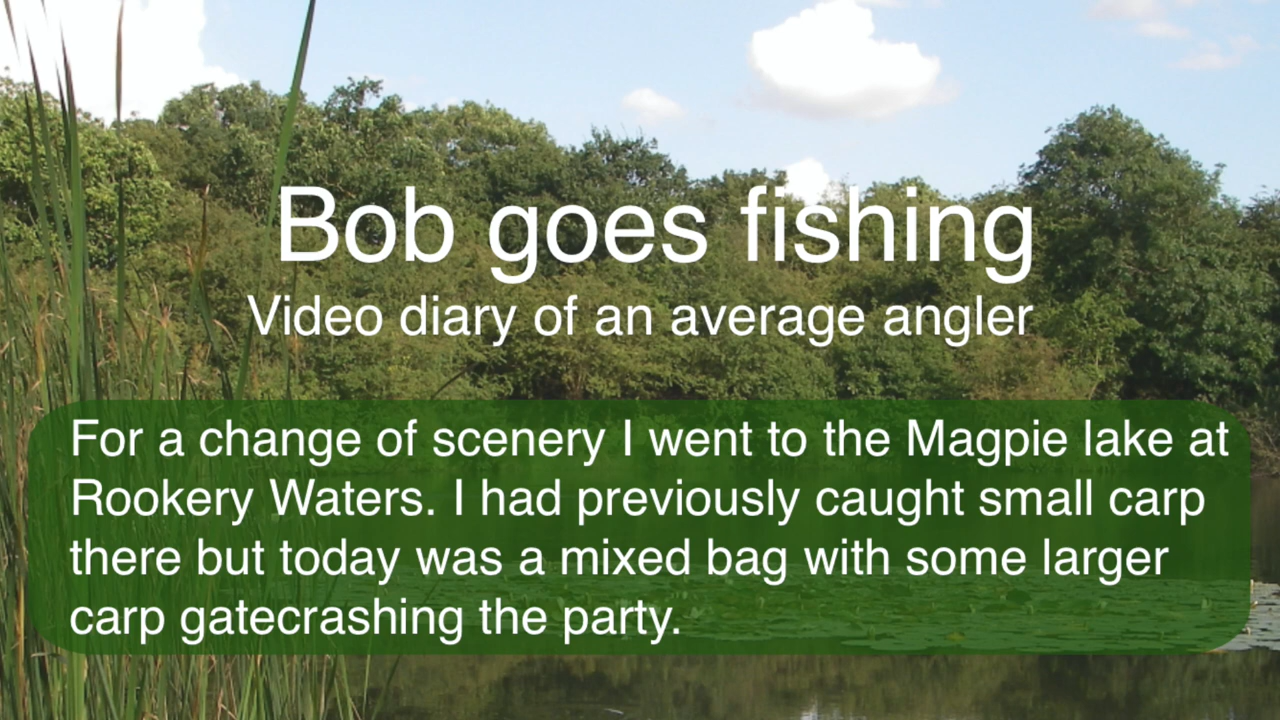 Bob goes fishing
Video diary of an average angler
For a change of scenery I went to the Magpie lake at
Rookery Waters. I had previously caught small carp
there but today was a mixed bag with some larger
carp gatecrashing the party.